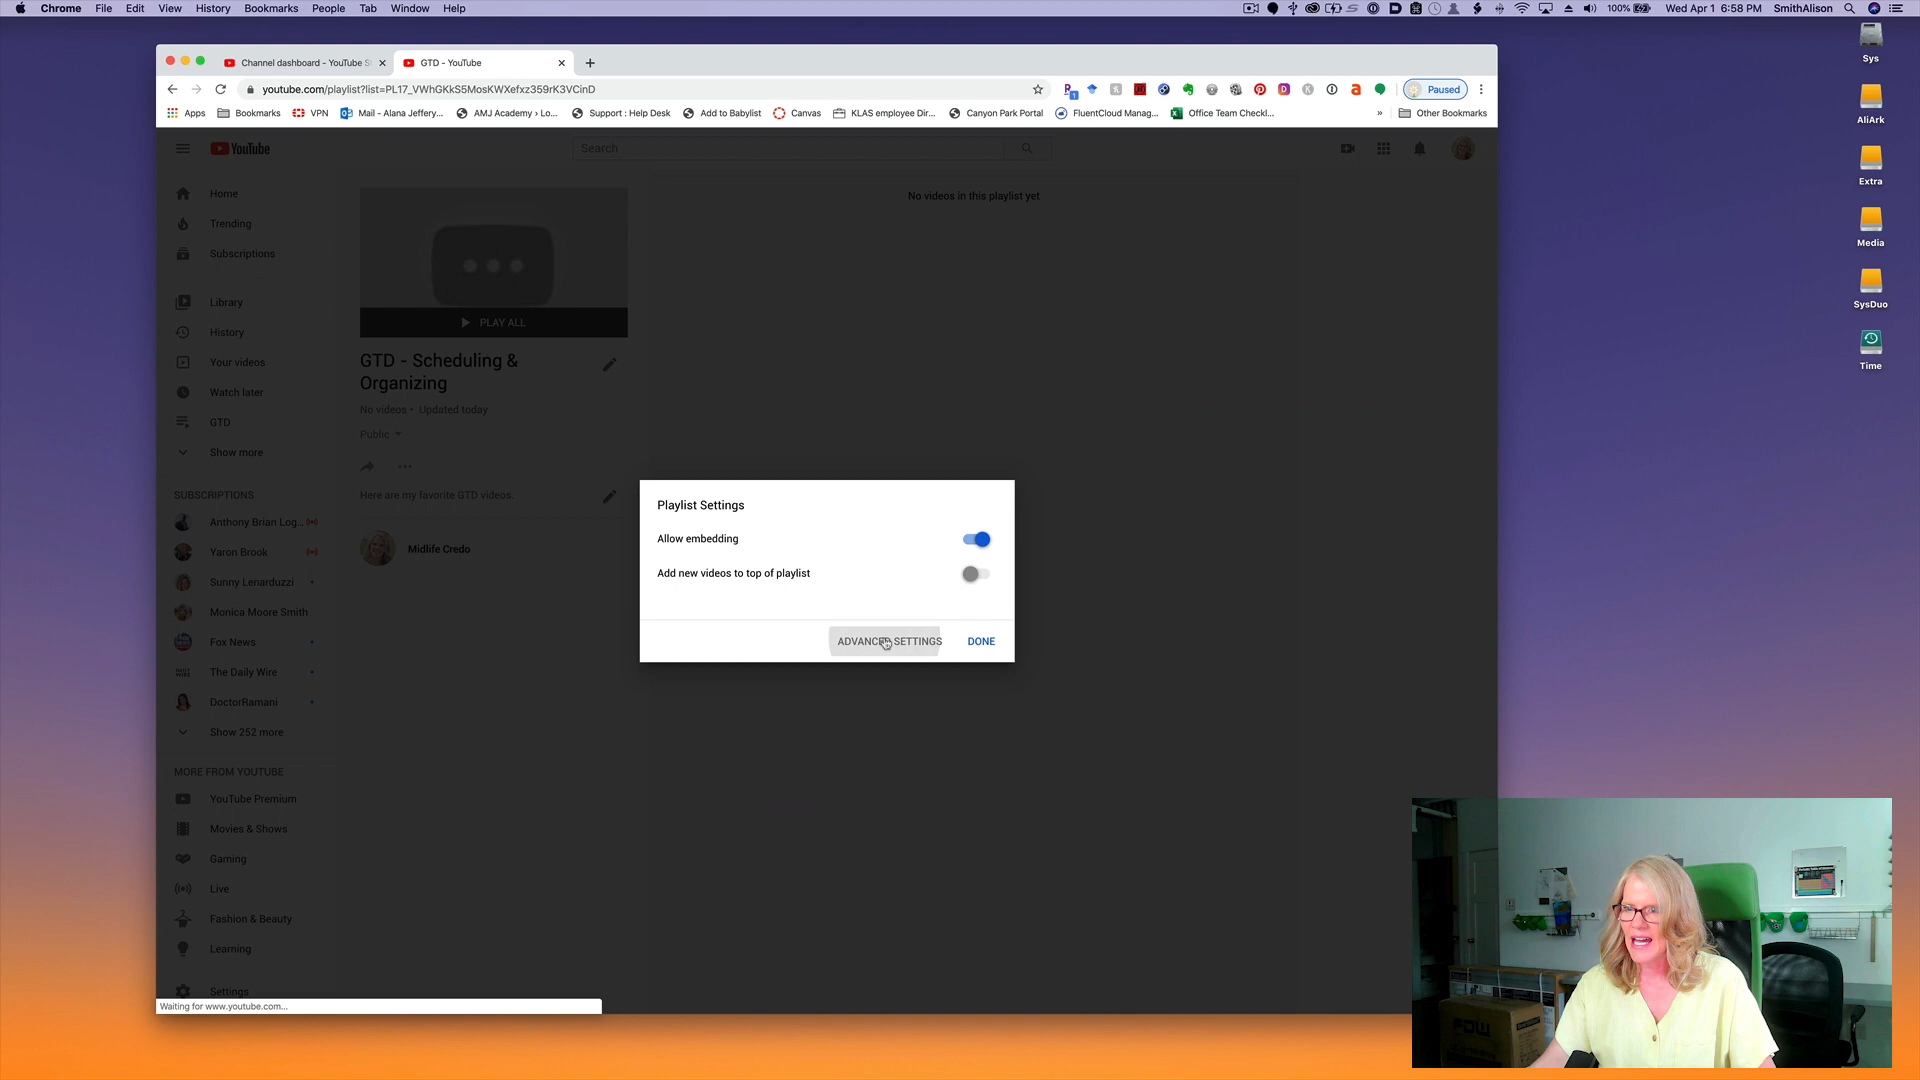 Chrome File Edit View History Bookmarks People Tab Window Help
100% Wed Apr 1 6:58 PM SmithAlison
Channel dashboard - YouTube S
GTD - YouTube
youtube.com/playlist?list=PL17_VWhGKkS5MosKWXefxz359rK3VCinD
Paused
Apps Bookmarks VPN Mail - Alana Jeffery... AMJ Academy › Lo... Support : Help Desk Add to Babylist Canvas KLAS employee Dir... Canyon Park Portal FluentCloud Manag... Office Team Checkl... » Other Bookmarks
YouTube
Search
Home
Trending
Subscriptions
Library
History
Your videos
Watch later
GTD
Show more
SUBSCRIPTIONS
Anthony Brian Log...
Yaron Brook
Sunny Lenarduzzi
Monica Moore Smith
Fox News
The Daily Wire
DoctorRamani
Show 252 more
MORE FROM YOUTUBE
YouTube Premium
Movies & Shows
Gaming
Live
Fashion & Beauty
Learning
Settings
Waiting for www.youtube.com...
PLAY ALL
GTD - Scheduling &
Organizing
No videos • Updated today
Public
Here are my favorite GTD videos.
Midlife Credo
No videos in this playlist yet
Playlist Settings
Allow embedding
Add new videos to top of playlist
ADVANCED SETTINGS
DONE
Sys
AliArk
Extra
Media
SysDuo
Time